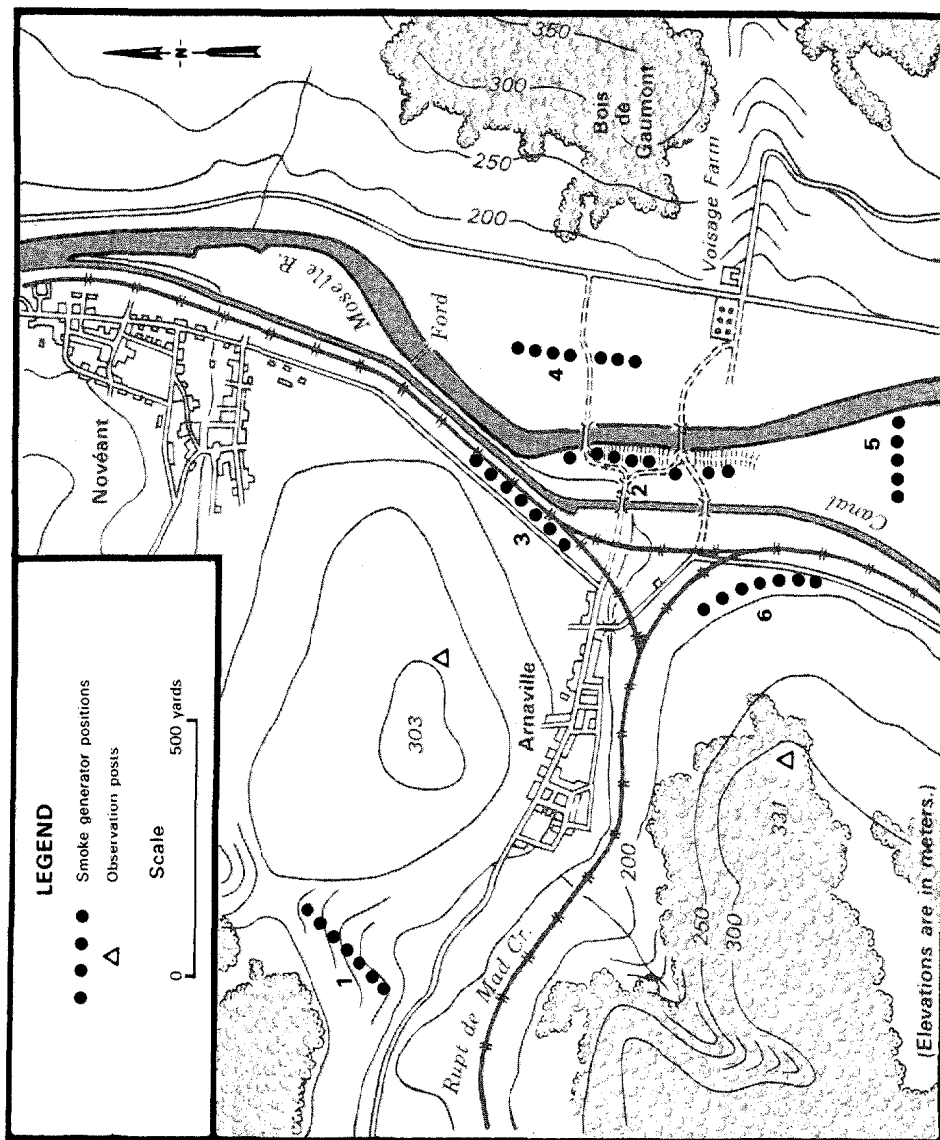 LEGEND
Smoke generator positions
Observation posts
Scale
0 500 yards
-N-
Novéant
Moselle R.
Ford
350
300
Bois
de
Gaumont
250
200
Voisage Farm
303
Arnaville
1
2
3
4
5
6
Canal
Rupt de Mad Cr.
200
250
300
331
(Elevations are in meters.)